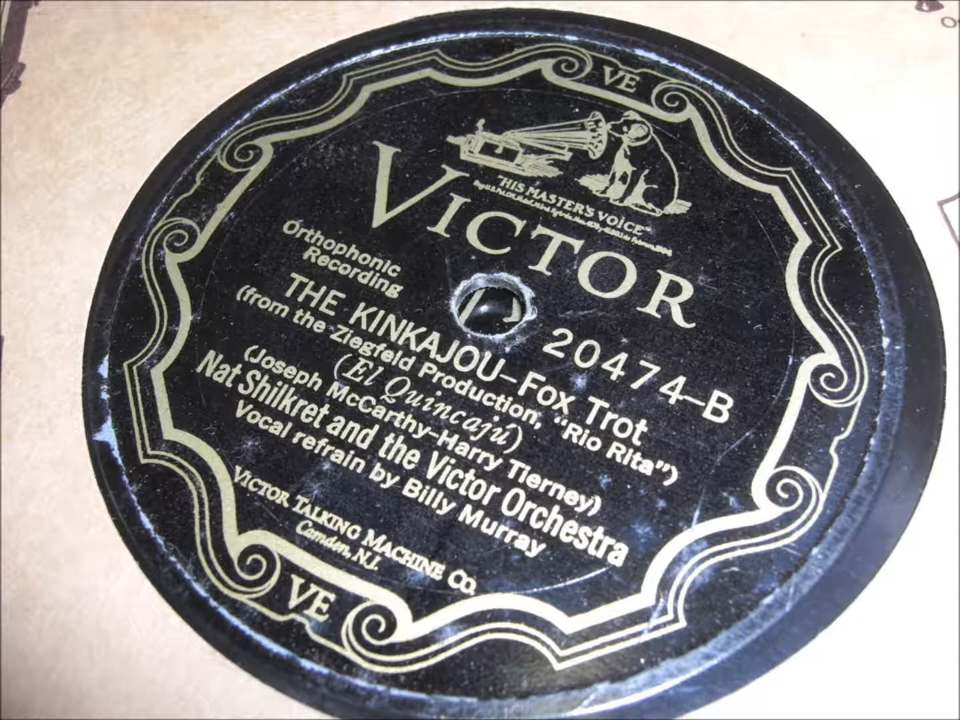 VE
"HIS MASTER'S VOICE"
VICTOR
Orthophonic
Recording
20474-B
THE KINKAJOU-Fox Trot
(from the Ziegfeld Production, "Rio Rita")
(El Quincajú)
(Joseph McCarthy-Harry Tierney)
Nat Shilkret and the Victor Orchestra
Vocal refrain by Billy Murray
VICTOR TALKING MACHINE CO.
Camden, N.J.
VE